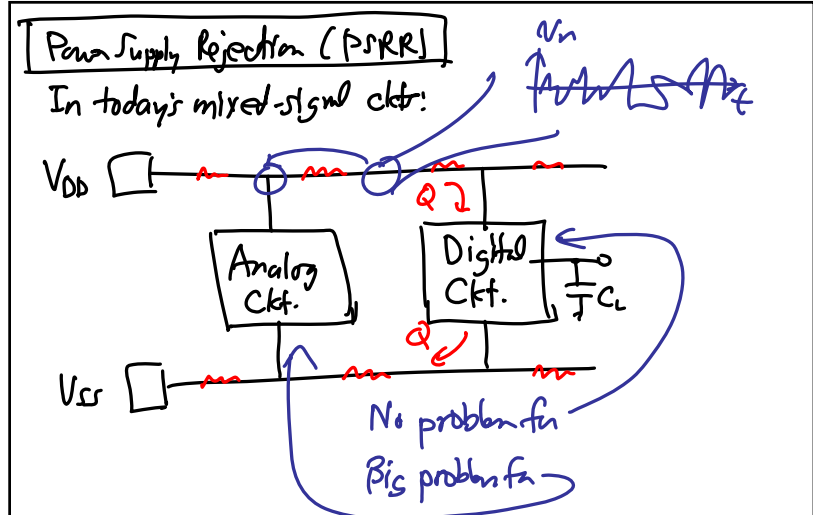 Power Supply Rejection (PSRR)
In today's mixed-signal ckt:
Vn
t
VDD
Q
Analog
Ckt.
Digital
Ckt.
CL
Q
VSS
No problem for
Big problem for